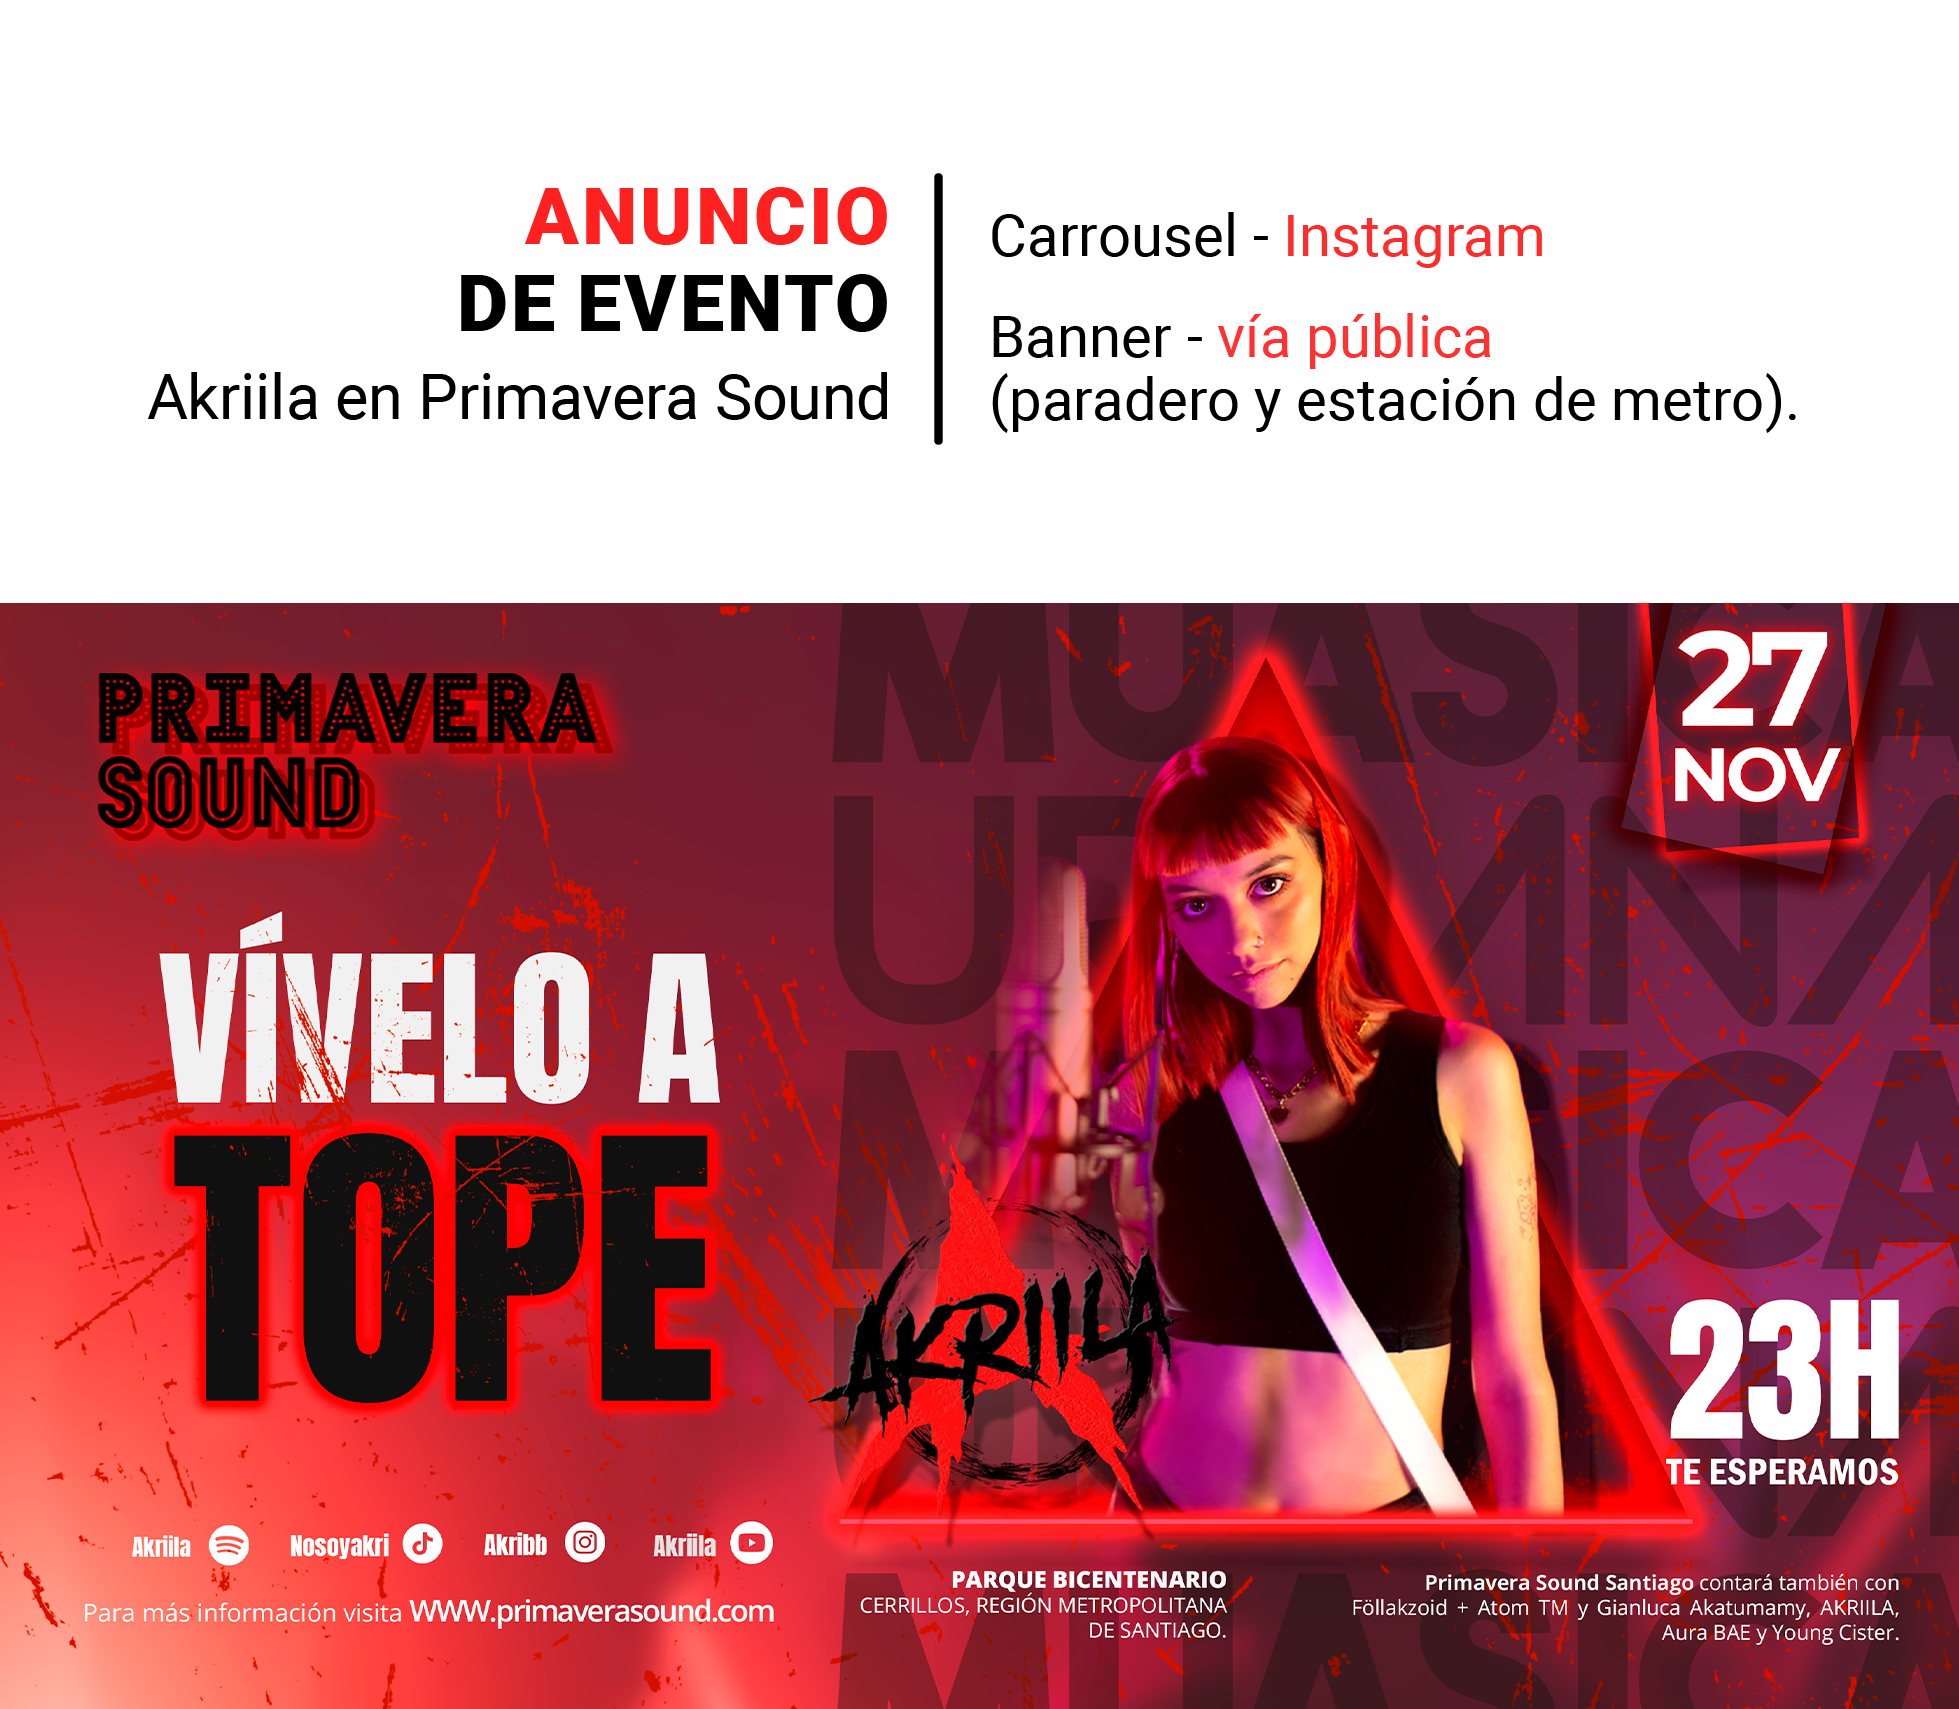 ANUNCIO
DE EVENTO
Akriila en Primavera Sound
Carrousel - Instagram
Banner - vía pública
(paradero y estación de metro).
PRIMAVERA
SOUND
27
NOV
VÍVELO A
TOPE
AKRIILA
23H
TE ESPERAMOS
Akriila
Nosoyakri
Akribb
Akriila
Para más información visita WWW.primaverasound.com
PARQUE BICENTENARIO
CERRILLOS, REGIÓN METROPOLITANA
DE SANTIAGO.
Primavera Sound Santiago contará también con
Föllakzoid + Atom TM y Gianluca Akatumamy, AKRIILA,
Aura BAE y Young Cister.